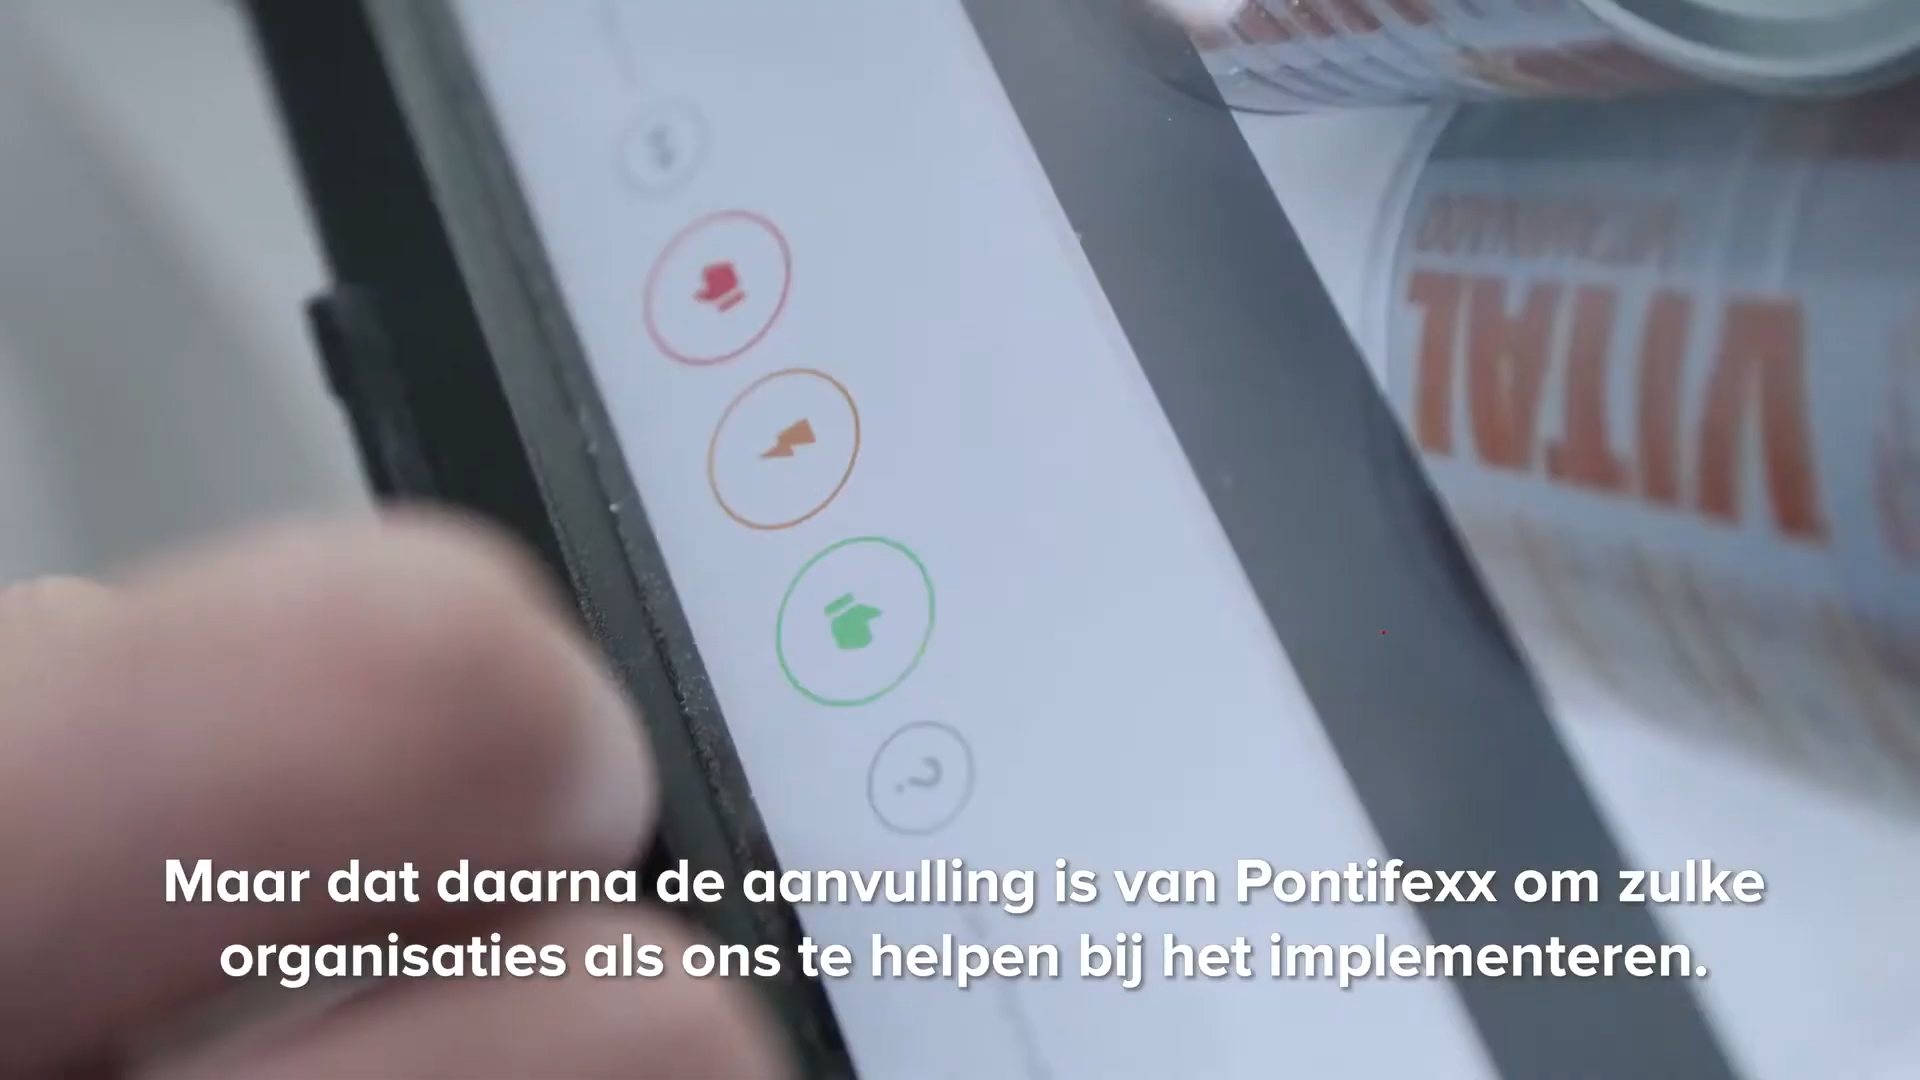 VITAL
?
Maar dat daarna de aanvulling is van Pontifexx om zulke
organisaties als ons te helpen bij het implementeren.